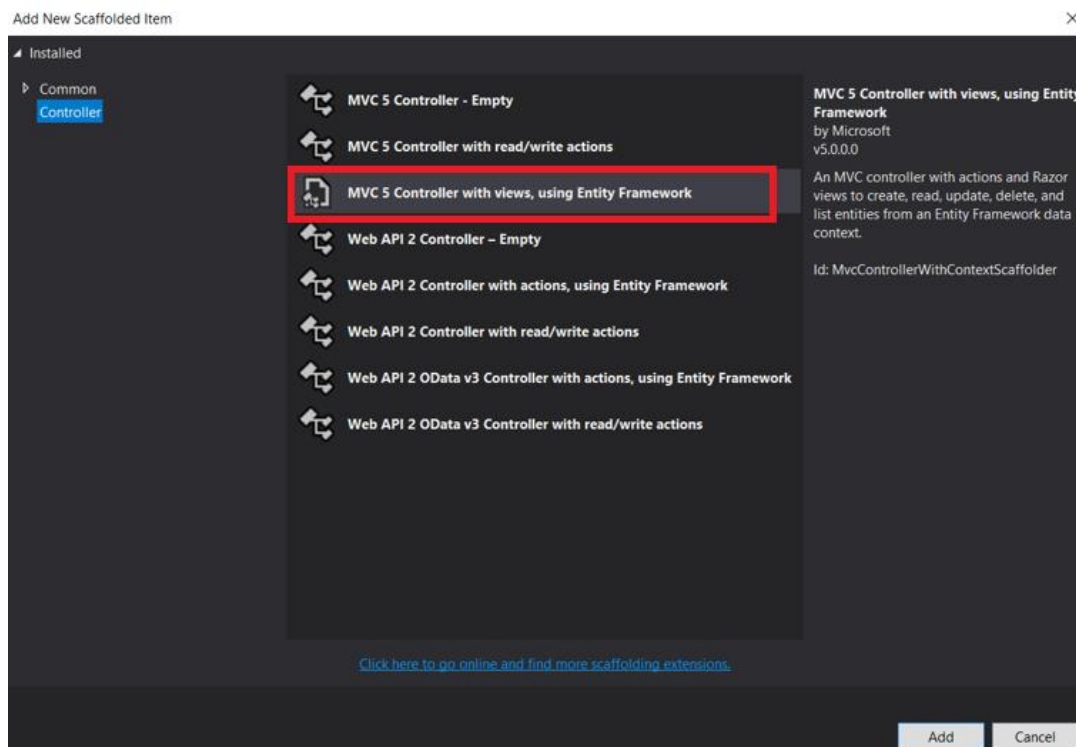 Add New Scaffolded Item
Installed
Common
Controller
MVC 5 Controller - Empty
MVC 5 Controller with read/write actions
MVC 5 Controller with views, using Entity Framework
Web API 2 Controller – Empty
Web API 2 Controller with actions, using Entity Framework
Web API 2 Controller with read/write actions
Web API 2 OData v3 Controller with actions, using Entity Framework
Web API 2 OData v3 Controller with read/write actions
Click here to go online and find more scaffolding extensions.
MVC 5 Controller with views, using Entity
Framework
by Microsoft
v5.0.0.0
An MVC controller with actions and Razor
views to create, read, update, delete, and
list entities from an Entity Framework data
context.
Id: MvcControllerWithContextScaffolder
Add
Cancel